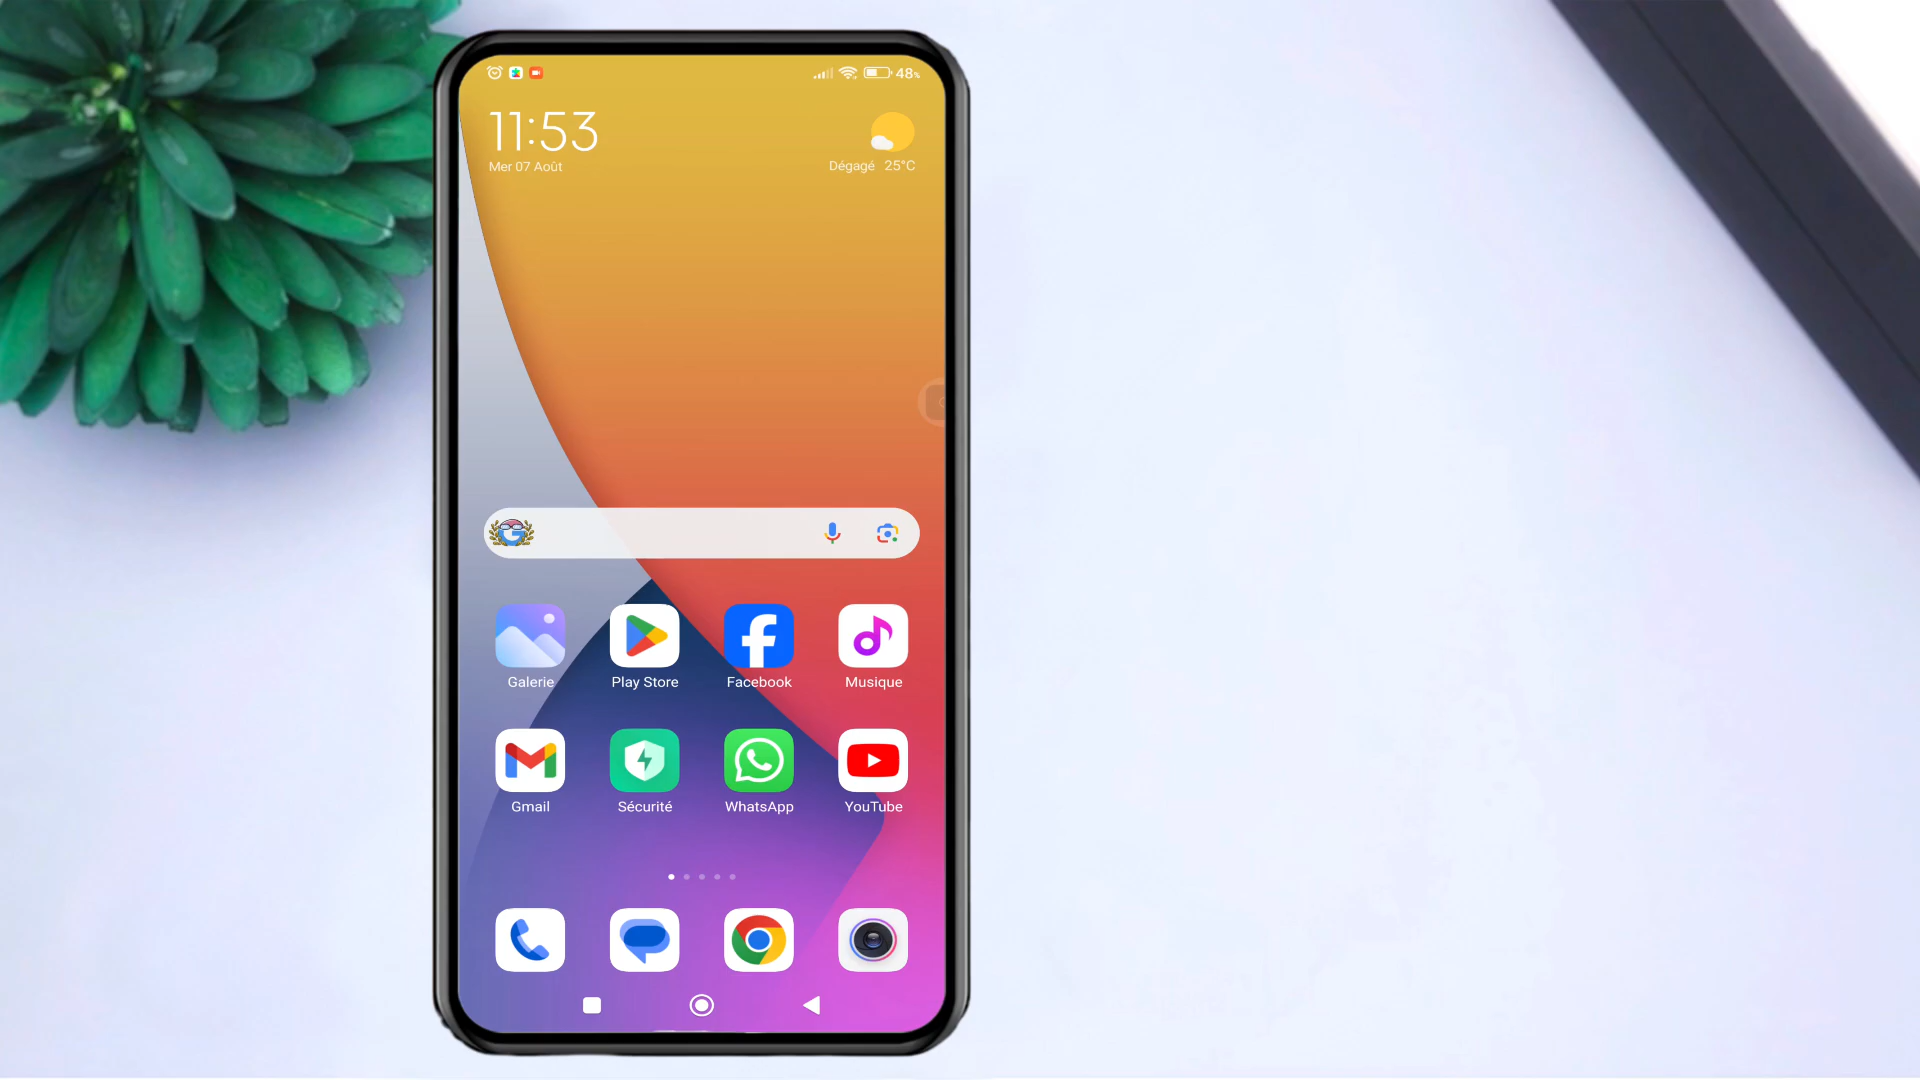 48%
11:53
Mer 07 Août
Dégagé 25°C
Galerie
Play Store
Facebook
Musique
Gmail
Sécurité
WhatsApp
YouTube